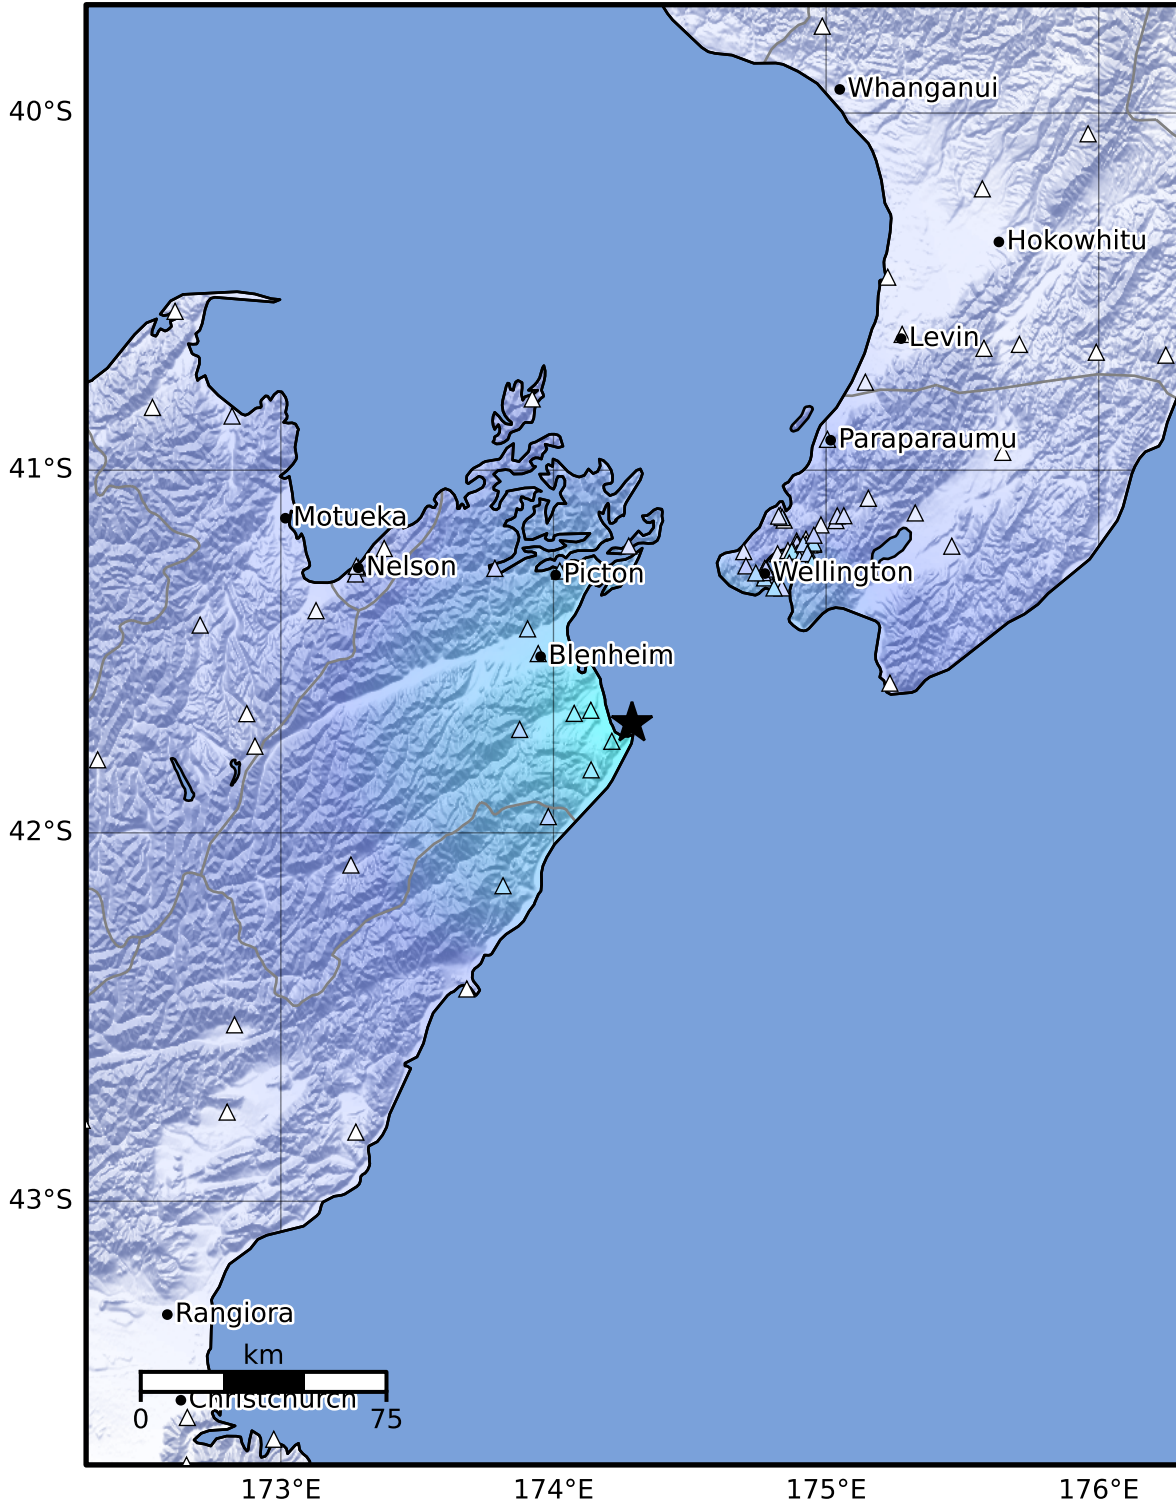 Whanganui
40°S
Hokowhitu
Levin
Paraparaumu
41°S
Motueka
Nelson
Picton
Wellington
Blenheim
42°S
43°S
Rangiora
km
Christchurch
0 75
173°E 174°E 175°E 176°E